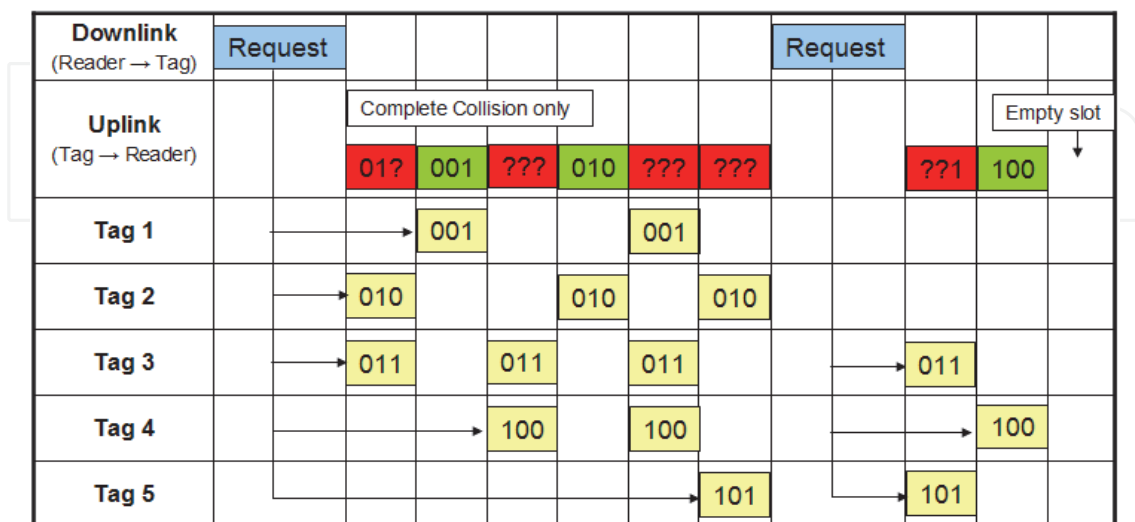 Downlink
(Reader → Tag)
Request
Request
Uplink
(Tag → Reader)
Complete Collision only
Empty slot
01? 001 ??? 010 ??? ??? ??1 100
Tag 1 001 001
Tag 2 010 010 010
Tag 3 011 011 011 011
Tag 4 100 100 100
Tag 5 101 101